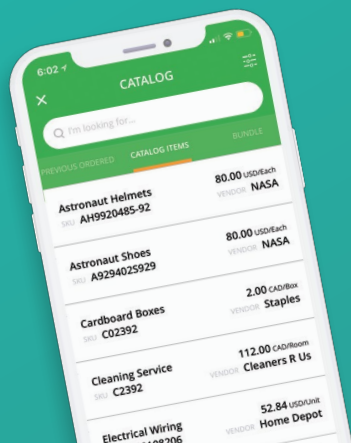 6:02
CATALOG
I'm looking for...
PREVIOUS ORDERED CATALOG ITEMS BUNDLE
Astronaut Helmets 80.00 USD/Each
SKU AH9920485-92 VENDOR NASA
Astronaut Shoes 80.00 USD/Each
SKU A929402S929 VENDOR NASA
Cardboard Boxes 2.00 CAD/Box
SKU C02392 VENDOR Staples
Cleaning Service 112.00 CAD/Room
SKU C2392 VENDOR Cleaners R Us
Electrical Wiring 52.84 USD/Unit
VENDOR Home Depot